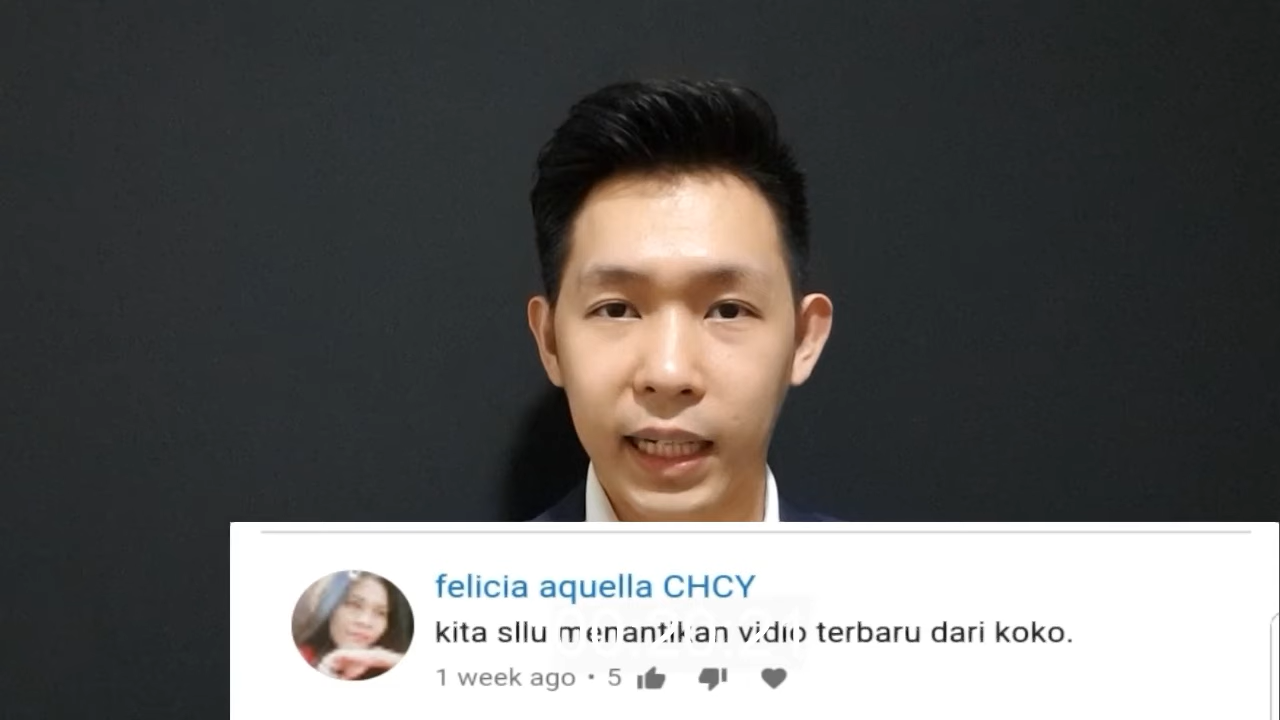 felicia aquella CHCY
kita sllu menantikan vidio terbaru dari koko.
1 week ago • 5